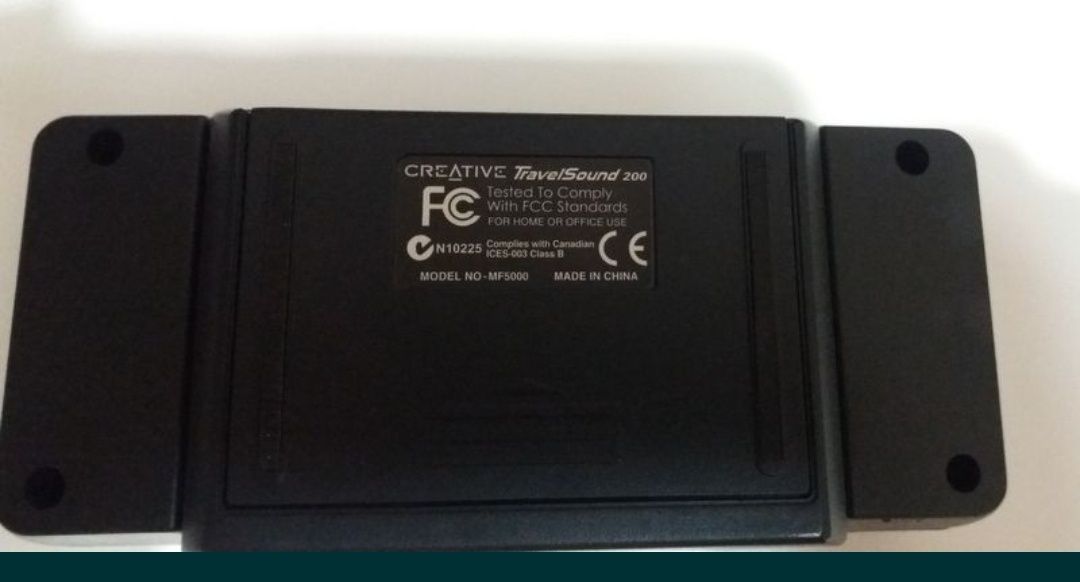 CREATIVE TravelSound 200
FC Tested To Comply
With FCC Standards
FOR HOME OR OFFICE USE
N10225 Complies with Canadian
ICES-003 Class B
CE
MODEL NO-MF5000 MADE IN CHINA